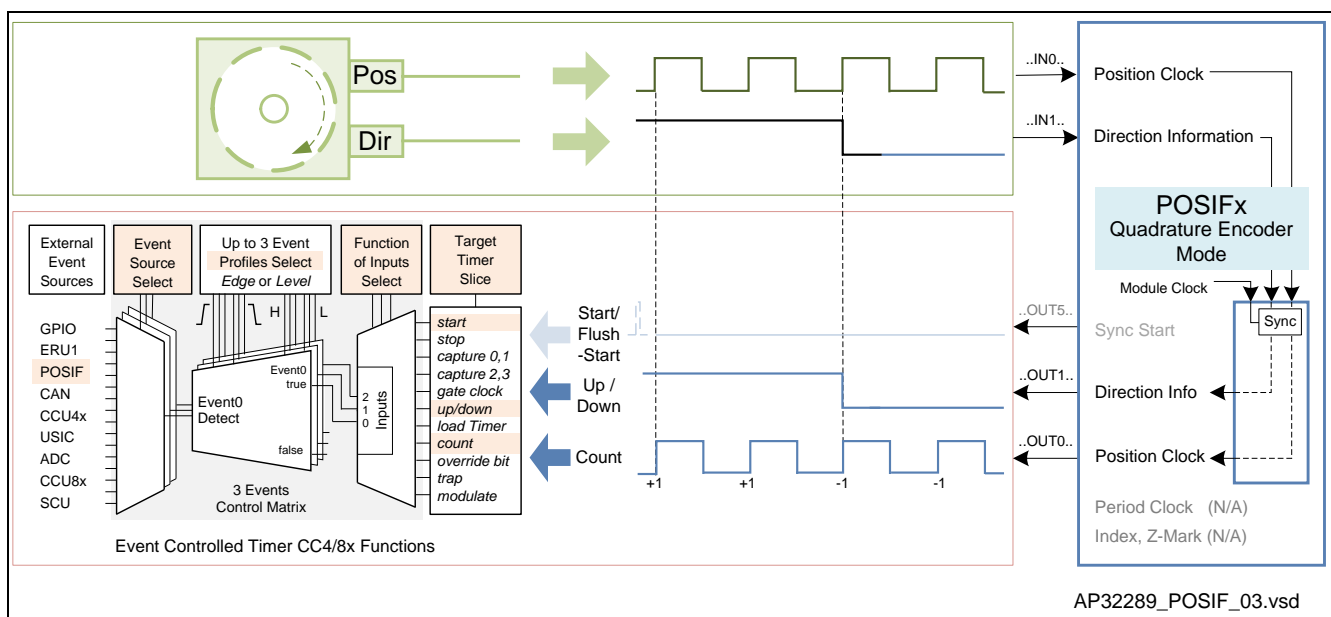 Pos
Dir
..IN0..
Position Clock
..IN1..
Direction Information
POSIFx
Quadrature Encoder
Mode
Module Clock
Sync
External
Event
Sources
Event
Source
Select
Up to 3 Event
Profiles Select
Edge or Level
Function
of Inputs
Select
Target
Timer
Slice
H
L
GPIO
ERU1
POSIF
CAN
CCU4x
USIC
ADC
CCU8x
SCU
Event0
Detect
Event0
true
false
2
1
0
Inputs
start
stop
capture 0,1
capture 2,3
gate clock
up/down
load Timer
count
override bit
trap
modulate
3 Events
Control Matrix
Event Controlled Timer CC4/8x Functions
Start/
Flush
-Start
Up /
Down
Count
+1
+1
-1
-1
..OUT5..
Sync Start
..OUT1..
Direction Info
..OUT0..
Position Clock
Period Clock (N/A)
Index, Z-Mark (N/A)
AP32289_POSIF_03.vsd